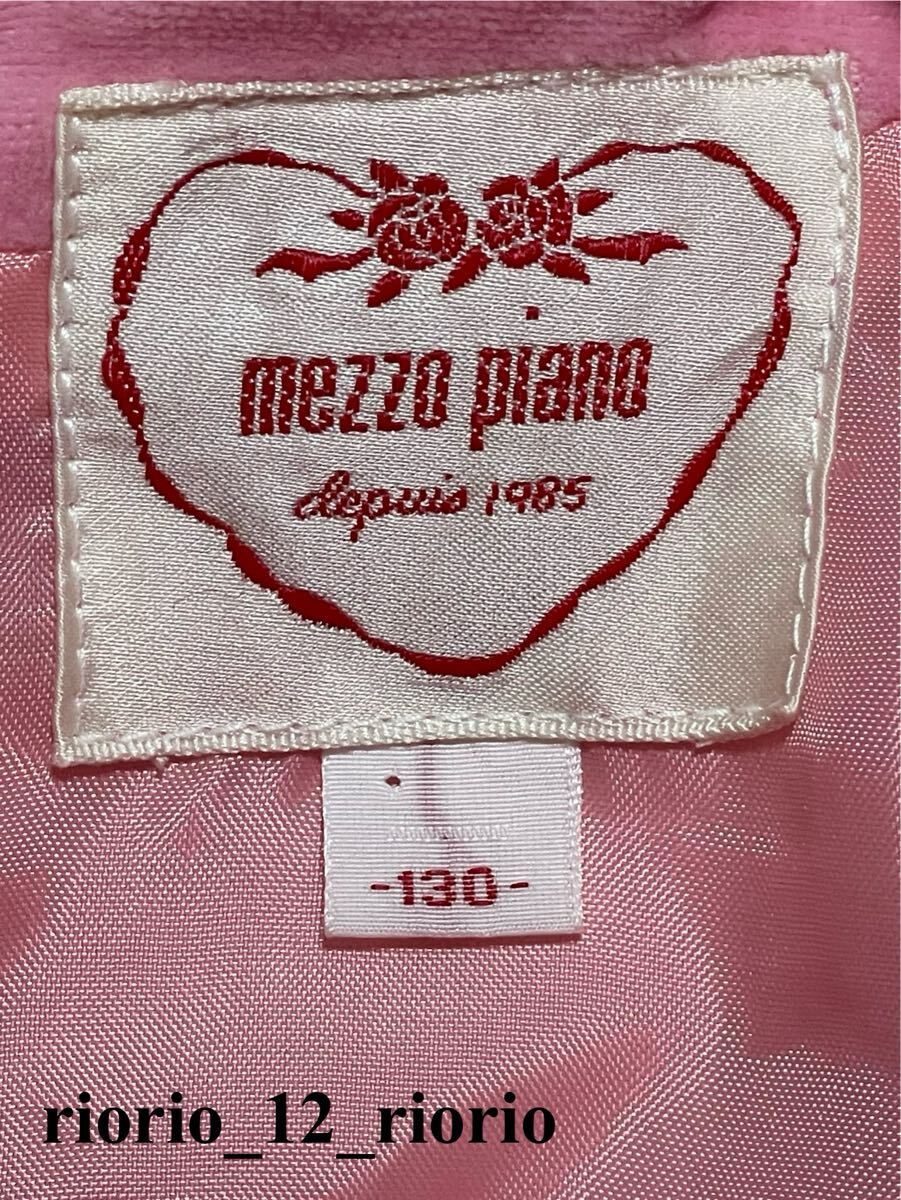 mezzo piano
depuis 1985
-130-
riorio_12_riorio